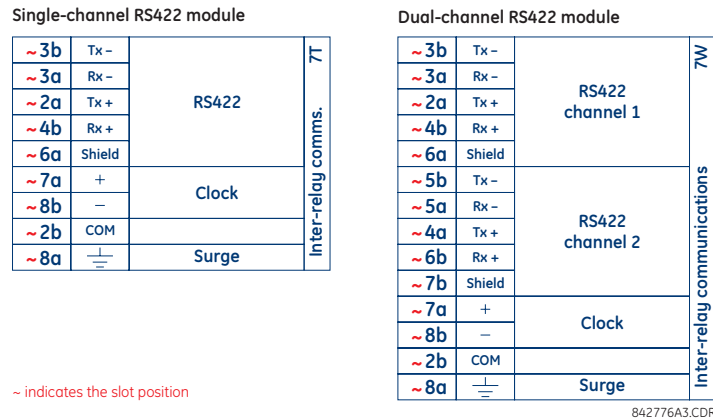 Single-channel RS422 module
~3b Tx – RS422 7T
~3a Rx –
~2a Tx +
~4b Rx +
~6a Shield
~7a + Clock
~8b –
~2b COM
~8a Surge
Inter-relay comms.
~ indicates the slot position
Dual-channel RS422 module
~3b Tx – RS422 channel 1 7W
~3a Rx –
~2a Tx +
~4b Rx +
~6a Shield
~5b Tx – RS422 channel 2
~5a Rx –
~4a Tx +
~6b Rx +
~7b Shield
~7a + Clock
~8b –
~2b COM
~8a Surge
Inter-relay communications
842776A3.CDR